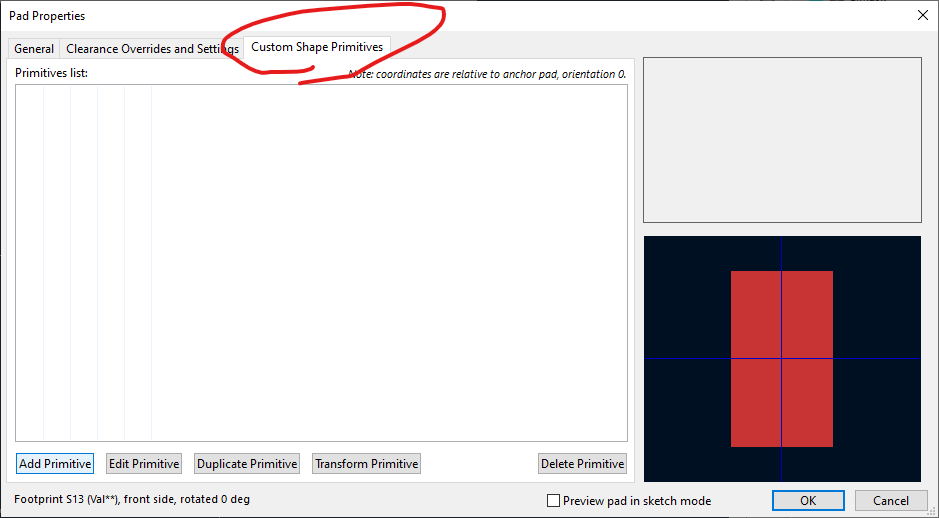 Pad Properties
General
Clearance Overrides and Settings
Custom Shape Primitives
Primitives list:
Note: coordinates are relative to anchor pad, orientation 0.
Add Primitive
Edit Primitive
Duplicate Primitive
Transform Primitive
Delete Primitive
Footprint S13 (Val**), front side, rotated 0 deg
Preview pad in sketch mode
OK
Cancel